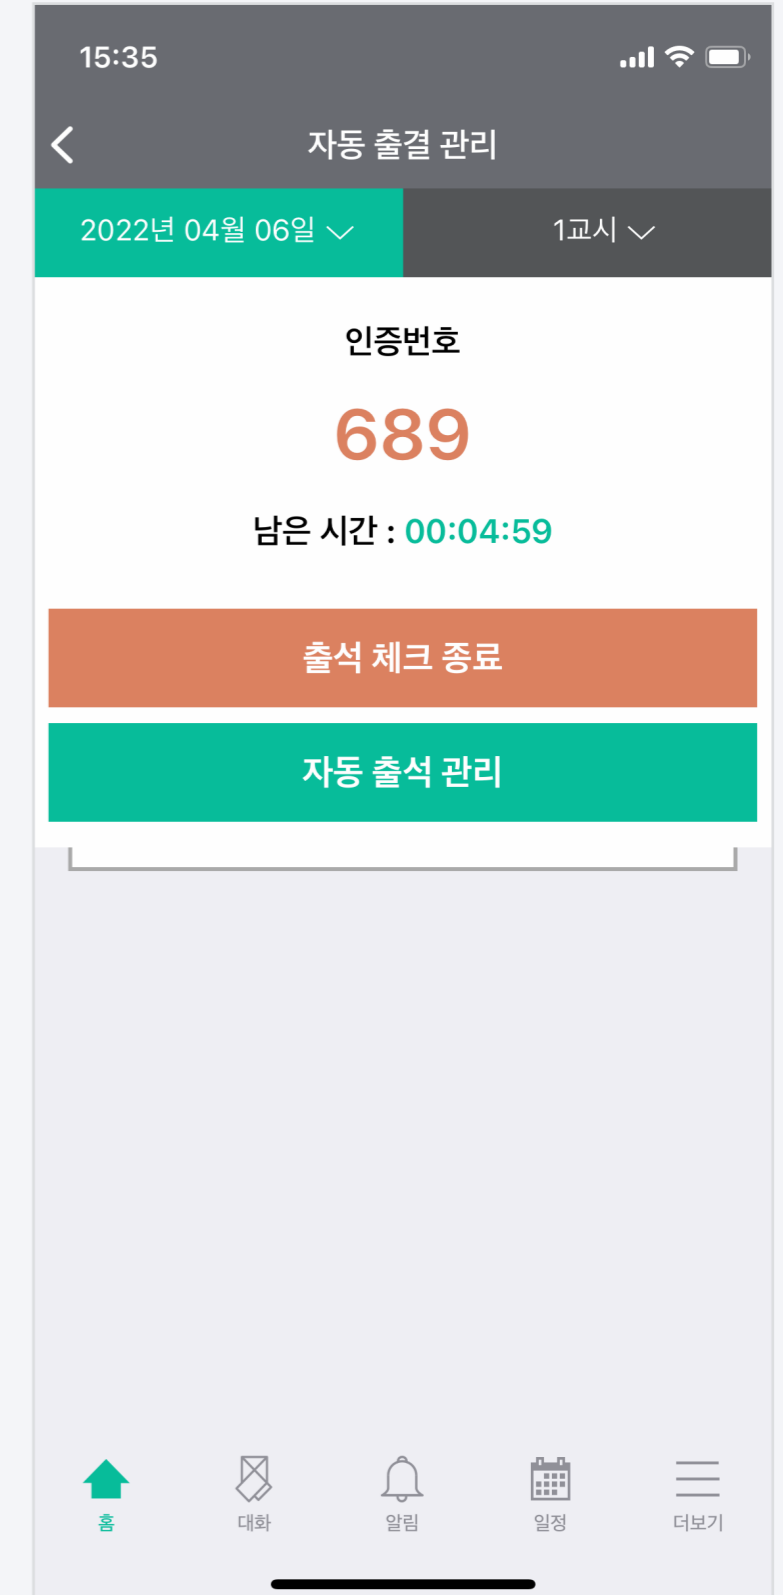 15:35
자동 출결 관리
2022년 04월 06일
1교시
인증번호
689
남은 시간 : 00:04:59
출석 체크 종료
자동 출석 관리
홈
대화
알림
일정
더보기